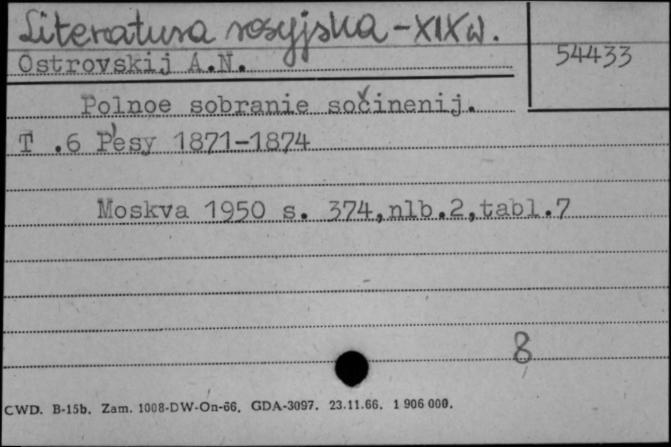 Literatura rosyjska - XIX w.
54433
Ostrovskij A.N.
Polnoe sobranie sočinenij.
T .6 P'esy 1871-1874
Moskva 1950 s. 374,nlb.2,tabl.7
8
CWD. B-15b. Zam. 1008-DW-On-66. GDA-3097. 23.11.66. 1 906 000.